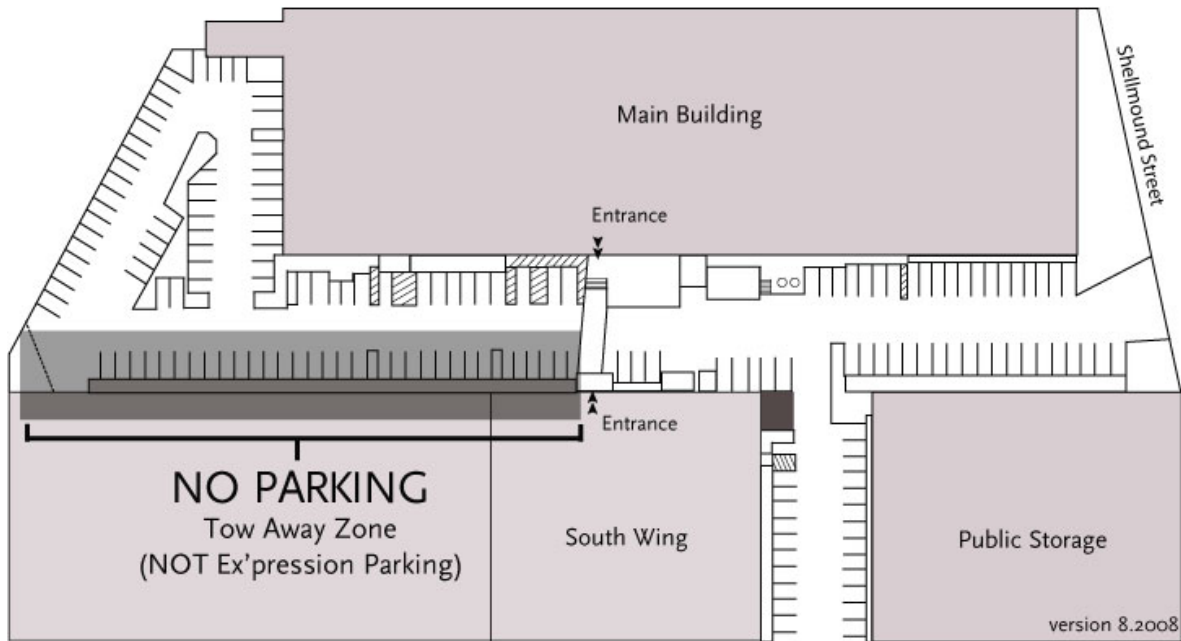 Main Building
Shellmound Street
Entrance
Entrance
NO PARKING
Tow Away Zone
(NOT Ex'pression Parking)
South Wing
Public Storage
version 8.2008